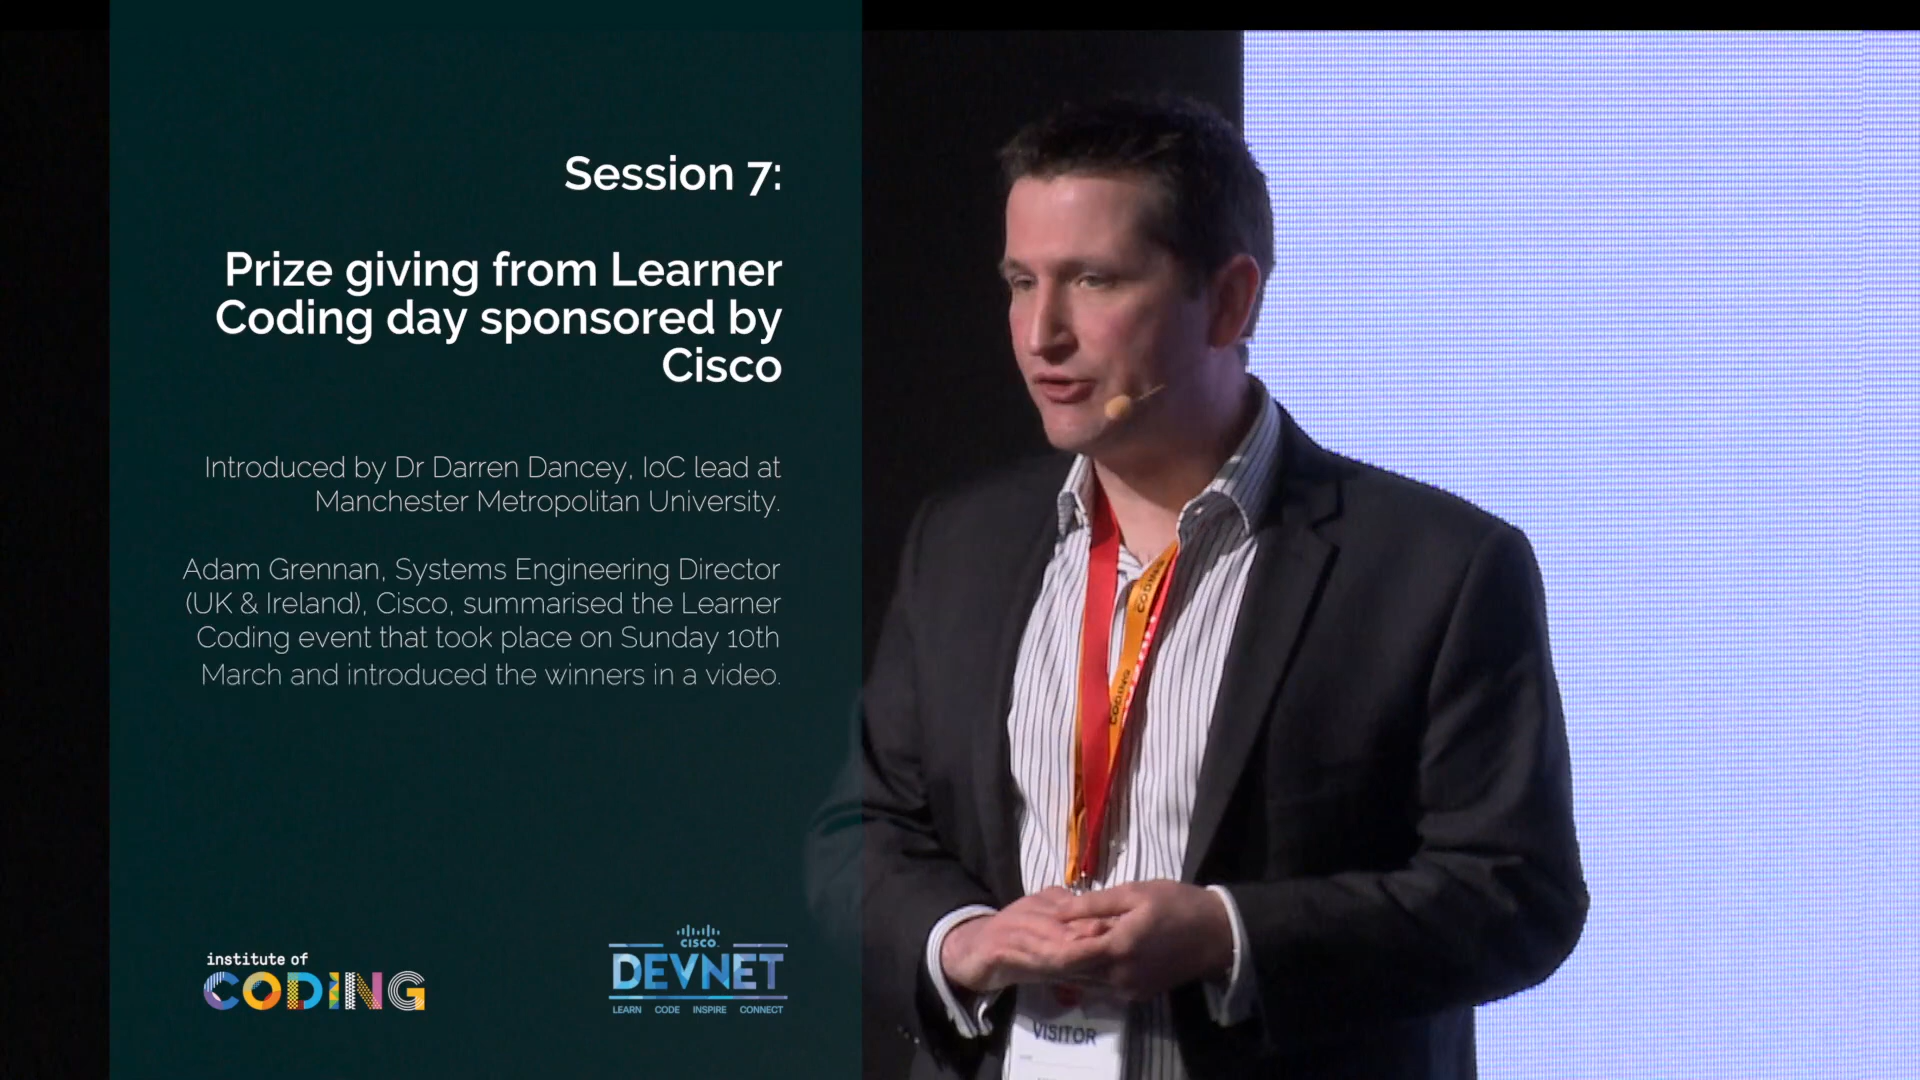 Session 7:
Prize giving from Learner
Coding day sponsored by
Cisco
Introduced by Dr Darren Dancey, IoC lead at
Manchester Metropolitan University.
Adam Grennan, Systems Engineering Director
(UK & Ireland), Cisco, summarised the Learner
Coding event that took place on Sunday 10th
March and introduced the winners in a video.
institute of
CODING
CISCO
DEVNET
LEARN CODE INSPIRE CONNECT
CODING
CODING
VISITOR